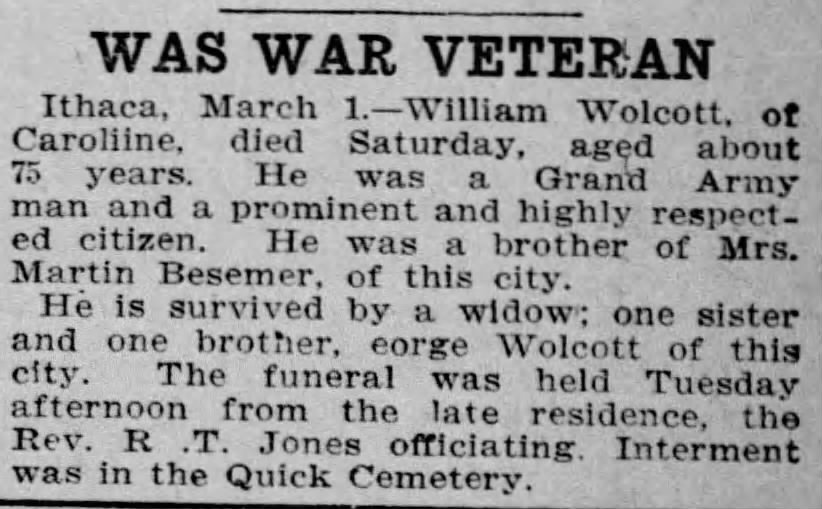 WAS WAR VETERAN
Ithaca, March 1.—William Wolcott, of
Caroliine, died Saturday, aged about
75 years. He was a Grand Army
man and a prominent and highly respect-
ed citizen. He was a brother of Mrs.
Martin Besemer, of this city.
He is survived by a widow; one sister
and one brother, eorge Wolcott of this
city. The funeral was held Tuesday
afternoon from the late residence, the
Rev. R .T. Jones officiating. Interment
was in the Quick Cemetery.